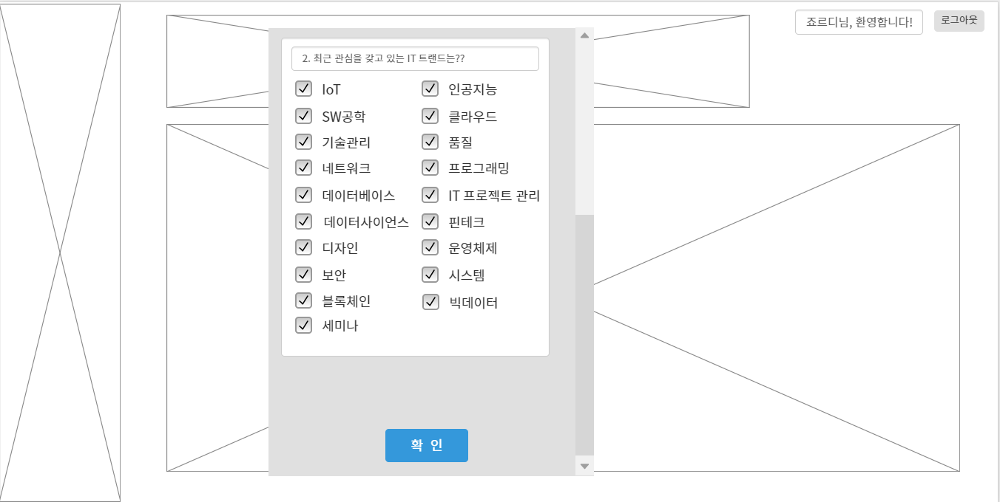 죠르디님, 환영합니다!
로그아웃
2. 최근 관심을 갖고 있는 IT 트랜드는??
IoT
인공지능
SW공학
클라우드
기술관리
품질
네트워크
프로그래밍
데이터베이스
IT 프로젝트 관리
데이터사이언스
핀테크
디자인
운영체제
보안
시스템
블록체인
빅데이터
세미나
확 인